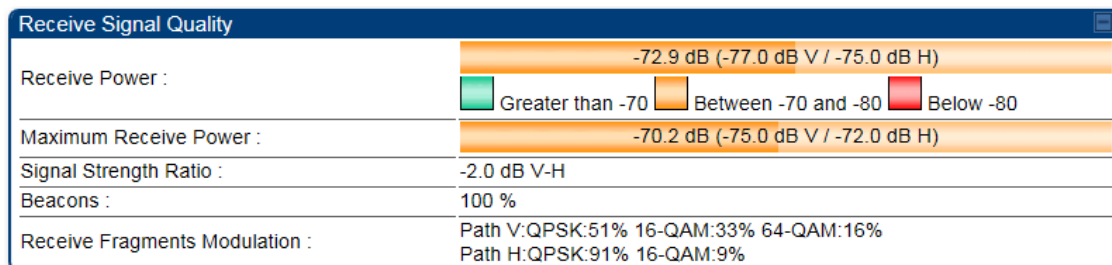 Receive Signal Quality
Receive Power :
-72.9 dB (-77.0 dB V / -75.0 dB H)
Greater than -70 Between -70 and -80 Below -80
Maximum Receive Power :
-70.2 dB (-75.0 dB V / -72.0 dB H)
Signal Strength Ratio :
-2.0 dB V-H
Beacons :
100 %
Receive Fragments Modulation :
Path V:QPSK:51% 16-QAM:33% 64-QAM:16%
Path H:QPSK:91% 16-QAM:9%